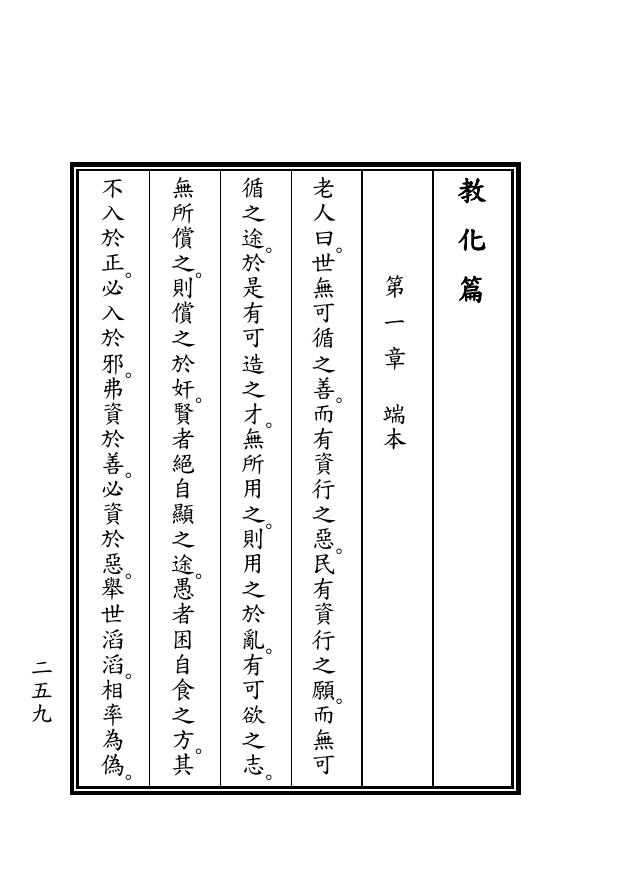 教化篇
第一章　端本
老人曰。世無可循之善。而有資行之惡。民有資行之願。而無可
循之途。於是有可造之才。無所用之。則用之於亂。有可欲之志。
無所償之。則償之於奸。賢者絕自顯之途。愚者困自食之方。其
不入於正。必入於邪。弗資於善。必資於惡。舉世滔滔。相率為偽。
二五九